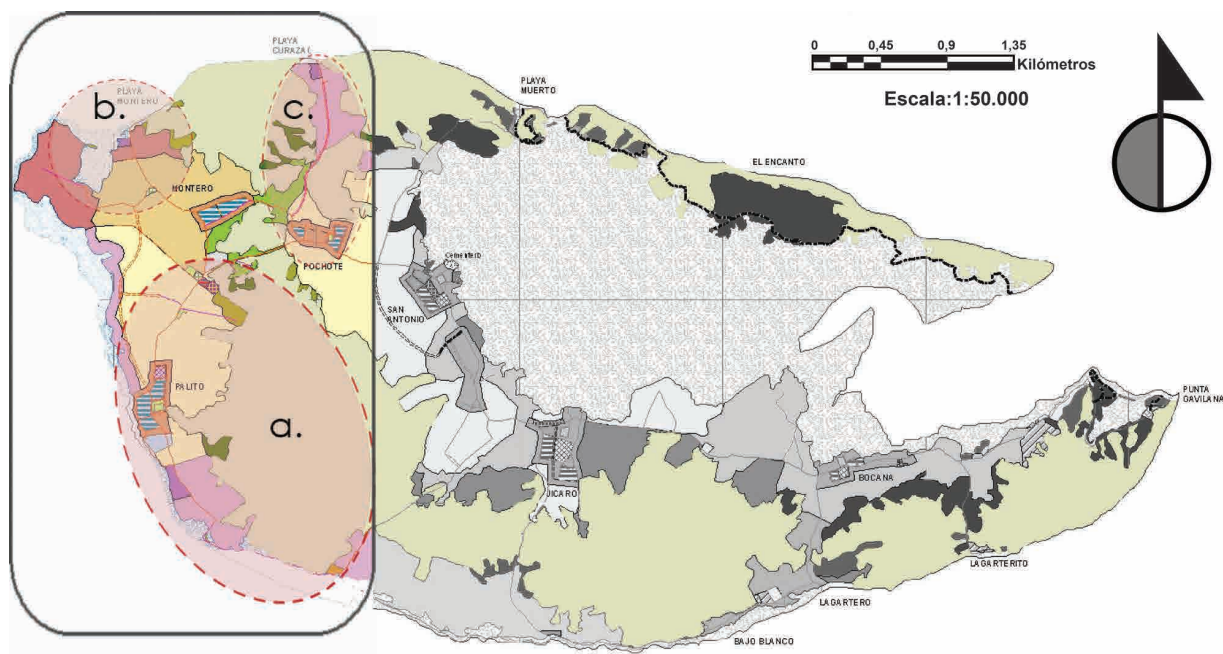 0 0,45 0,9 1,35
Kilómetros
Escala:1:50.000
PLAYA
CURAZAL
PLAYA
MONTERO
b.
c.
PLAYA
MUERTO
EL ENCANTO
MONTERO
POCHOTE
Cementerio
SAN
ANTONIO
PALITO
a.
JICARO
BOCANA
PUNTA
GAVILANA
LAGARTERITO
LAGARTERO
BAJO BLANCO